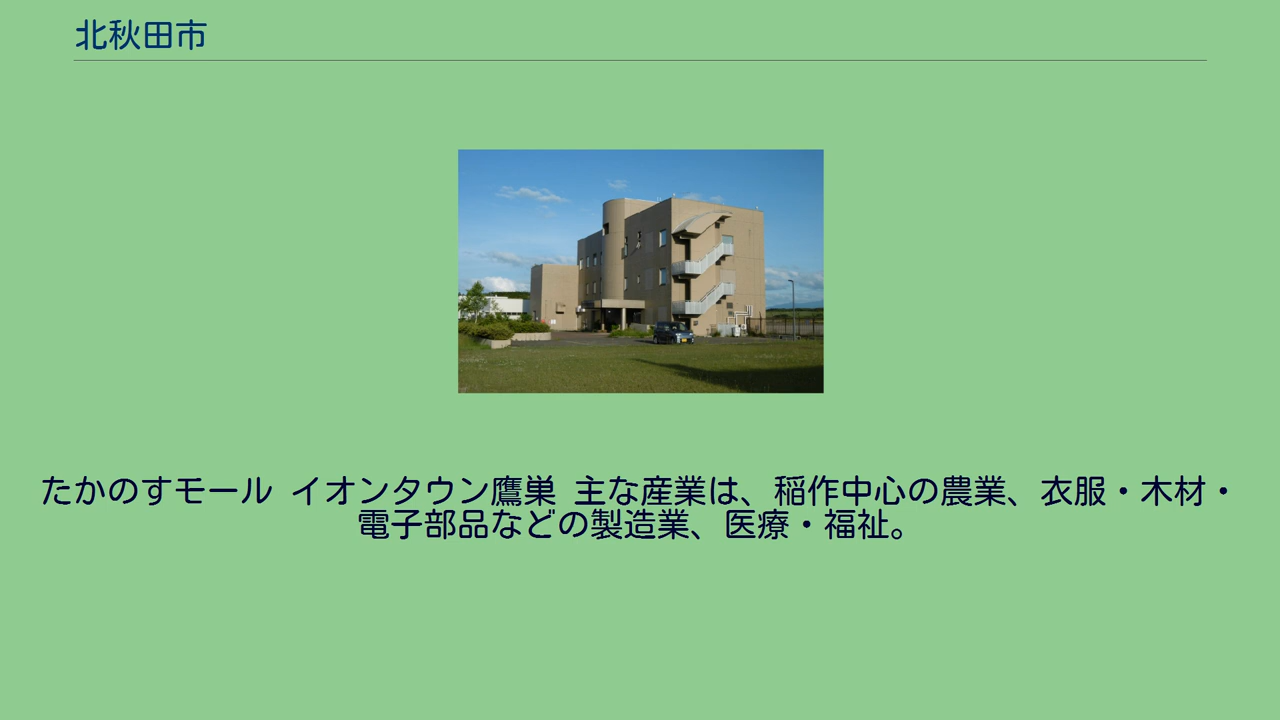 北秋田市
たかのすモール イオンタウン鷹巣 主な産業は、稲作中心の農業、衣服・木材・
電子部品などの製造業、医療・福祉。